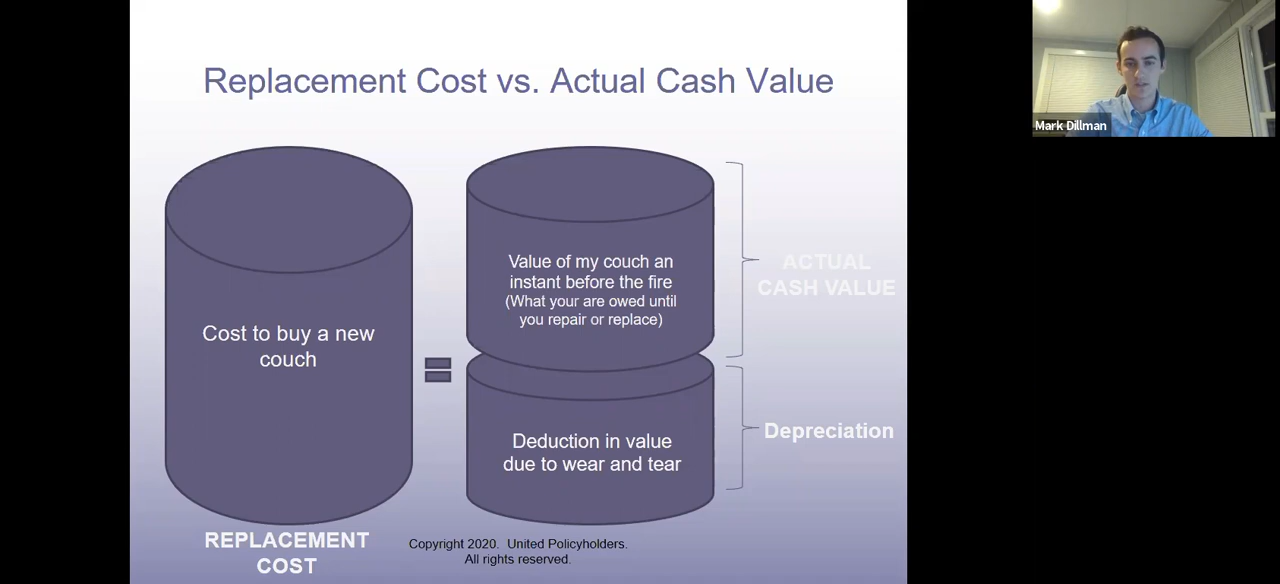 Replacement Cost vs. Actual Cash Value
Mark Dillman
Cost to buy a new
couch
REPLACEMENT
COST
Value of my couch an
instant before the fire
(What your are owed until
you repair or replace)
ACTUAL
CASH VALUE
Deduction in value
due to wear and tear
Depreciation
Copyright 2020. United Policyholders.
All rights reserved.